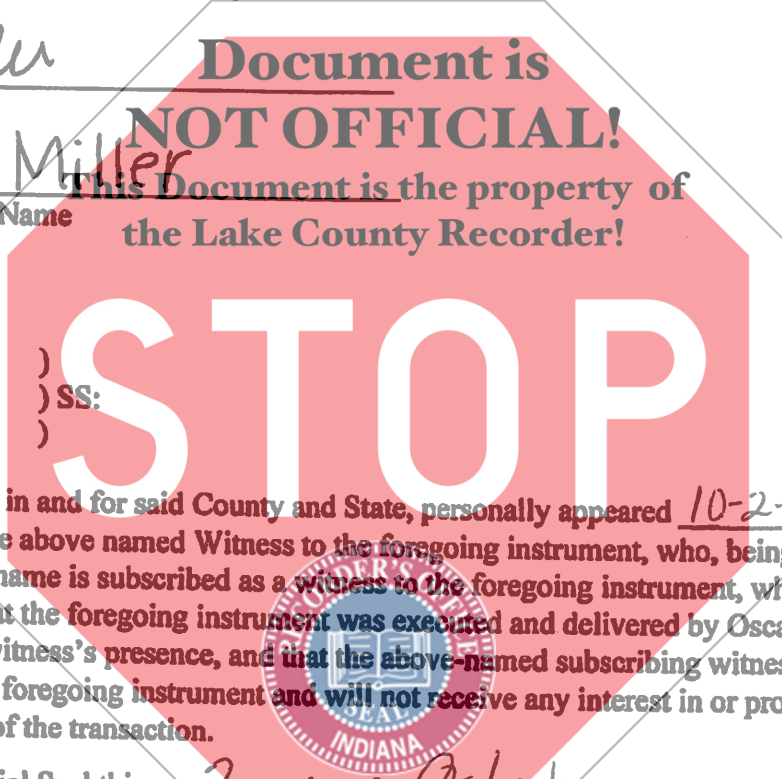 Document is
NOT OFFICIAL!
Miller
This Document is the property of
Name
the Lake County Recorder!
STOP
)
) SS:
)
in and for said County and State, personally appeared 10-2-
above named Witness to the foregoing instrument, who, being
name is subscribed as a witness to the foregoing instrument,
the foregoing instrument was executed and delivered by
witness's presence, and that the above-named subscribing
foregoing instrument and will not receive any interest in or
of the transaction.
RECORDER'S OFFICE
SEAL
INDIANA